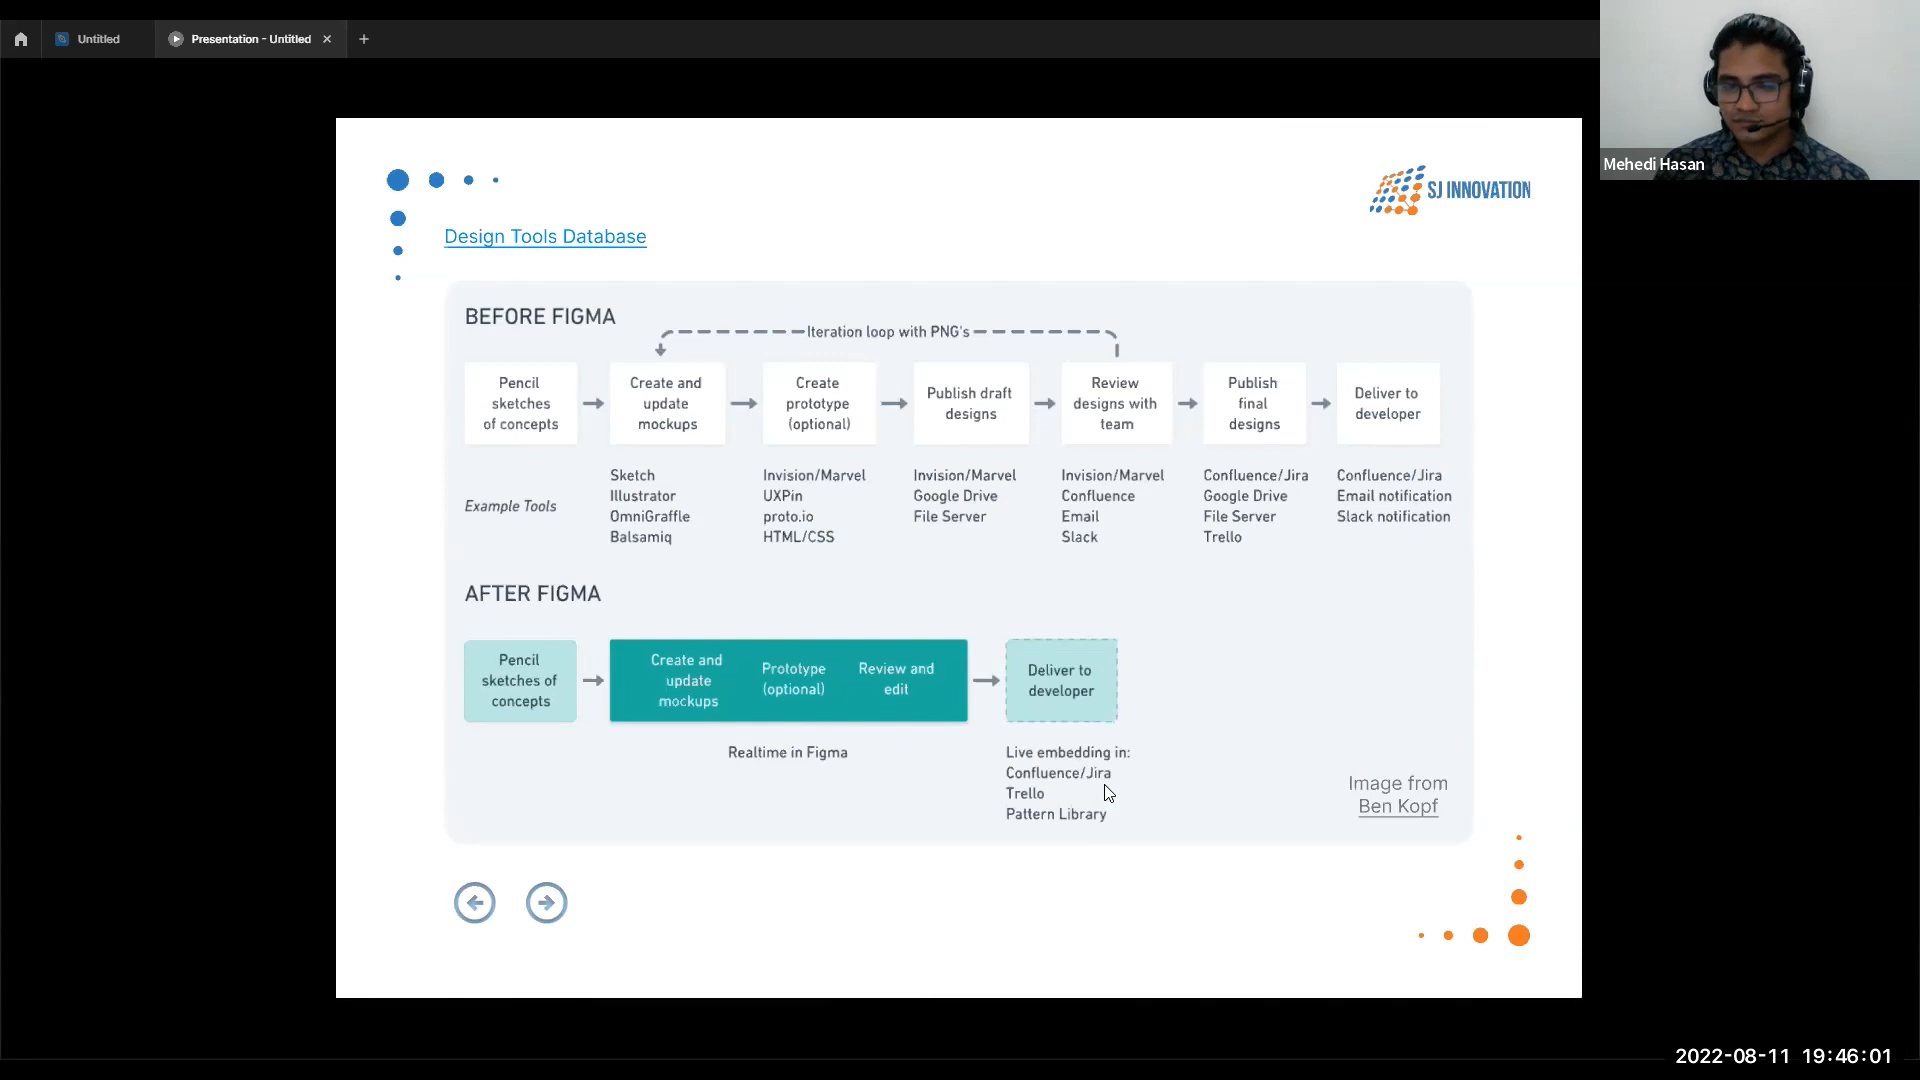 Untitled
Presentation - Untitled
Mehedi Hasan
SJ INNOVATION
Design Tools Database
BEFORE FIGMA
Iteration loop with PNG's
Pencil
sketches
of concepts
Create and
update
mockups
Create
prototype
(optional)
Publish draft
designs
Review
designs with
team
Publish
final
designs
Deliver to
developer
Example Tools
Sketch
Illustrator
OmniGraffle
Balsamiq
Invision/Marvel
UXPin
proto.io
HTML/CSS
Invision/Marvel
Google Drive
File Server
Invision/Marvel
Confluence
Email
Slack
Confluence/Jira
Google Drive
File Server
Trello
Confluence/Jira
Email notification
Slack notification
AFTER FIGMA
Pencil
sketches of
concepts
Create and
update
mockups
Prototype
(optional)
Review and
edit
Deliver to
developer
Realtime in Figma
Live embedding in:
Confluence/Jira
Trello
Pattern Library
Image from
Ben Kopf
2022-08-11 19:46:01